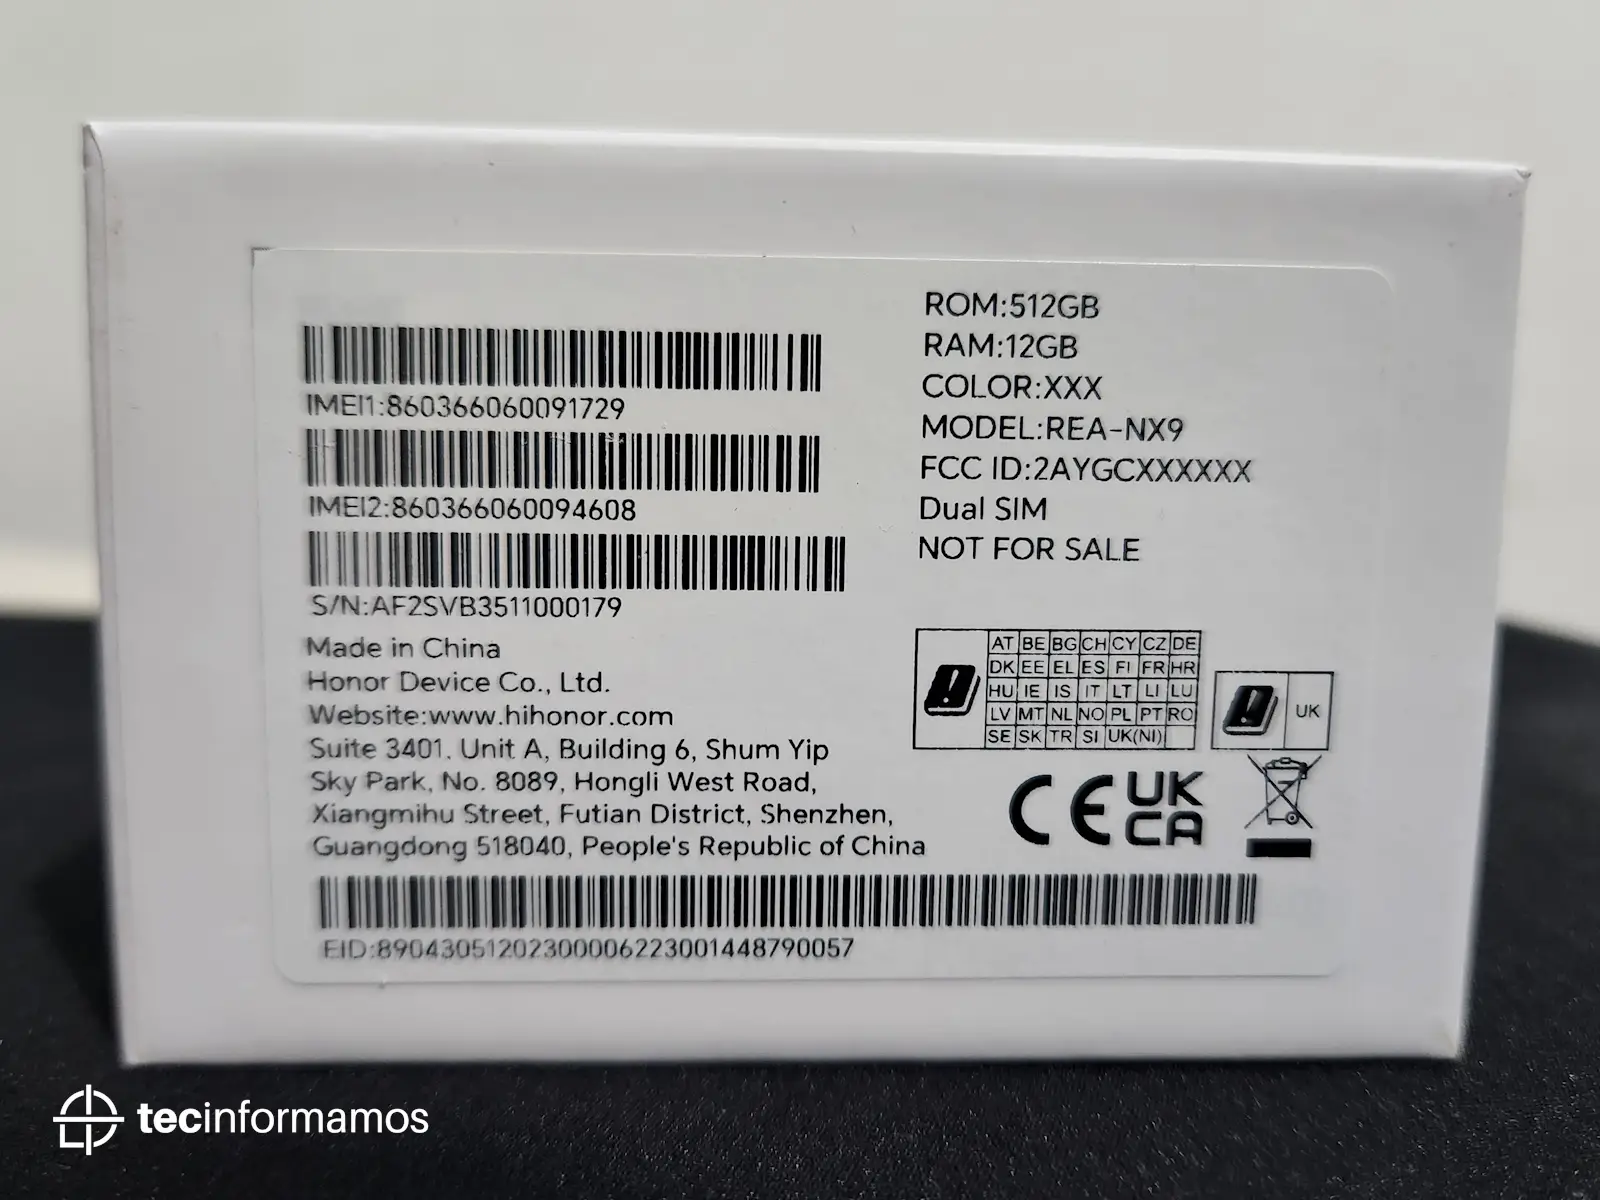 IMEI1:860366060091729
IMEI2:860366060094608
S/N:AF2SVB3511000179
Made in China
Honor Device Co., Ltd.
Website:www.hihonor.com
Suite 3401, Unit A, Building 6, Shum Yip
Sky Park, No. 8089, Hongli West Road,
Xiangmihu Street, Futian District, Shenzhen,
Guangdong 518040, People's Republic of China
EID:89043051202300006223001448790057
ROM:512GB
RAM:12GB
COLOR:XXX
MODEL:REA-NX9
FCC ID:2AYGCXXXXXX
Dual SIM
NOT FOR SALE
AT BE BG CH CY CZ DE
DK EE EL ES FI FR HR
HU IE IS IT LT LI LU
LV MT NL NO PL PT RO
SE SK TR SI UK(NI)
UK
CE
UK
CA
tecinformamos